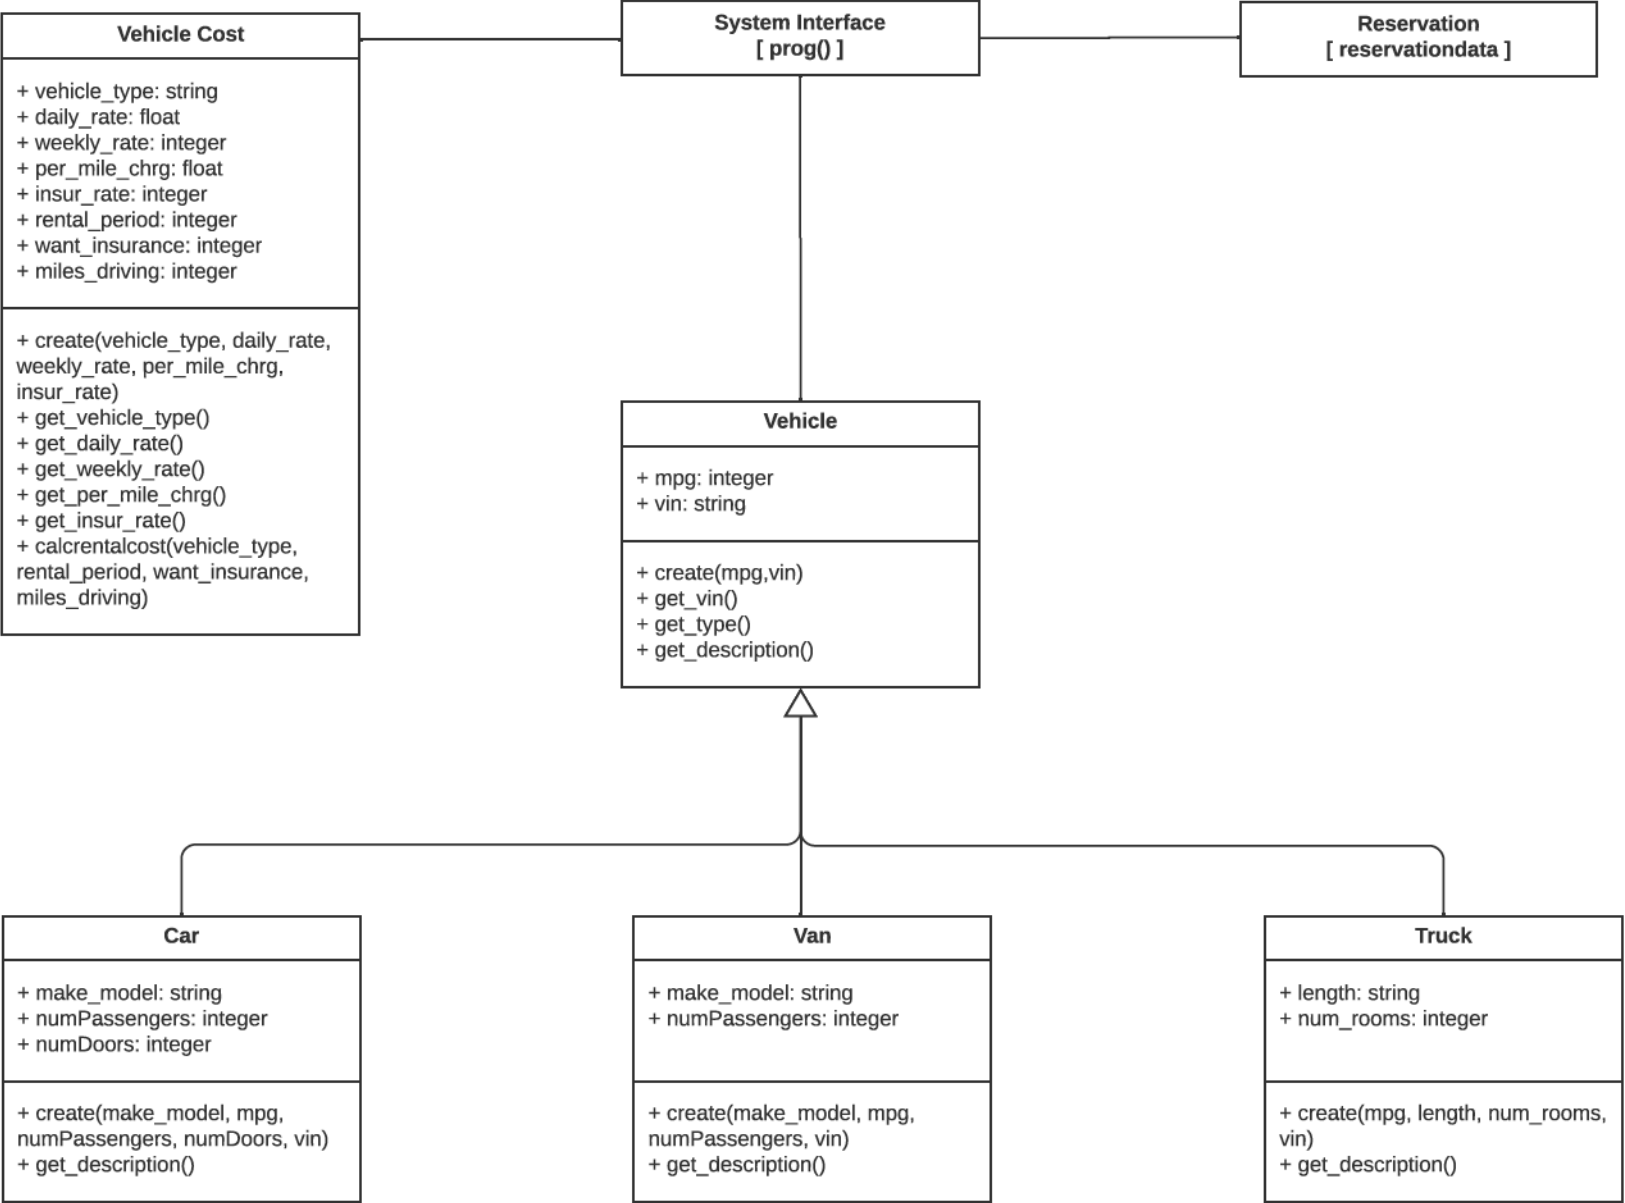 Vehicle Cost
+ vehicle_type: string
+ daily_rate: float
+ weekly_rate: integer
+ per_mile_chrg: float
+ insur_rate: integer
+ rental_period: integer
+ want_insurance: integer
+ miles_driving: integer
+ create(vehicle_type, daily_rate,
weekly_rate, per_mile_chrg,
insur_rate)
+ get_vehicle_type()
+ get_daily_rate()
+ get_weekly_rate()
+ get_per_mile_chrg()
+ get_insur_rate()
+ calcrentalcost(vehicle_type,
rental_period, want_insurance,
miles_driving)
System Interface
[ prog() ]
Reservation
[ reservationdata ]
Vehicle
+ mpg: integer
+ vin: string
+ create(mpg,vin)
+ get_vin()
+ get_type()
+ get_description()
Car
+ make_model: string
+ numPassengers: integer
+ numDoors: integer
+ create(make_model, mpg,
numPassengers, numDoors, vin)
+ get_description()
Van
+ make_model: string
+ numPassengers: integer
+ create(make_model, mpg,
numPassengers, vin)
+ get_description()
Truck
+ length: string
+ num_rooms: integer
+ create(mpg, length, num_rooms,
vin)
+ get_description()